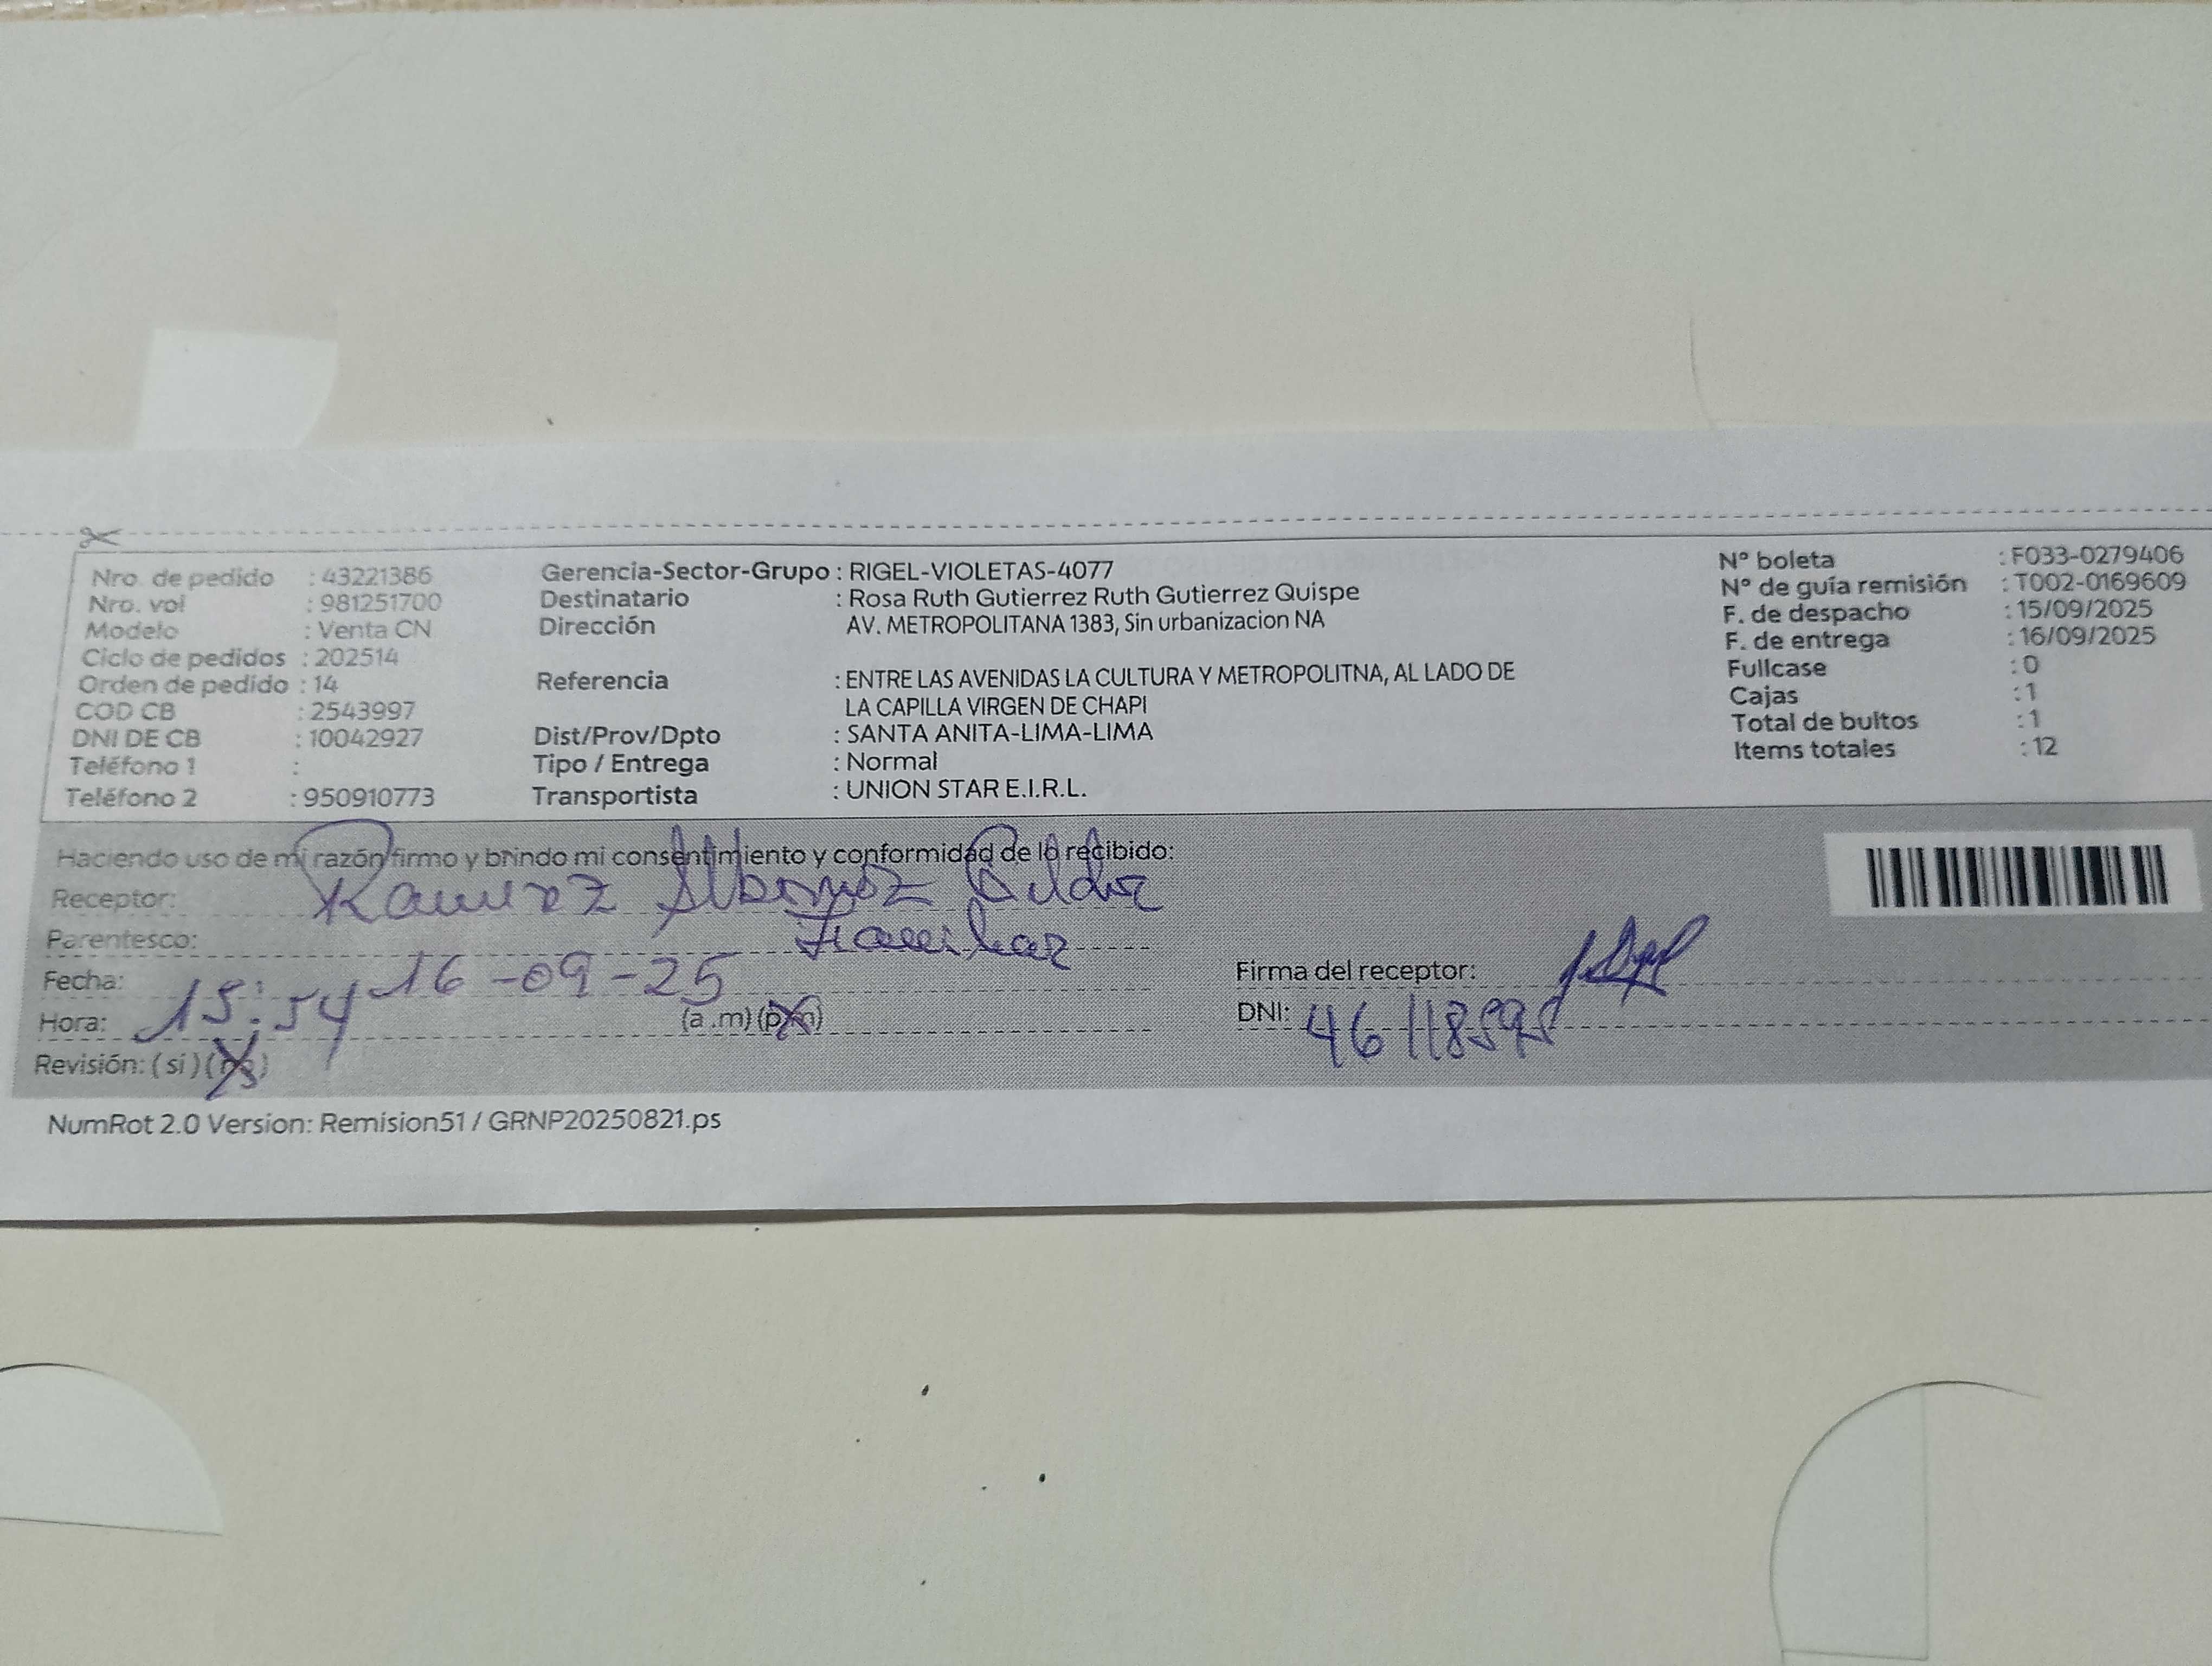 Nro. de pedido : 43221386
Nro. vol : 981251700
Modelo : Venta CN
Ciclo de pedidos : 202514
Orden de pedido : 14
COD CB : 2543997
DNI DE CB : 10042927
Teléfono 1 :
Teléfono 2 : 950910773
Gerencia-Sector-Grupo : RIGEL-VIOLETAS-4077
Destinatario : Rosa Ruth Gutierrez Ruth Gutierrez Quispe
Dirección AV. METROPOLITANA 1383, Sin urbanizacion NA
Referencia : ENTRE LAS AVENIDAS LA CULTURA Y METROPOLITNA, AL LADO DE
LA CAPILLA VIRGEN DE CHAPI
Dist/Prov/Dpto : SANTA ANITA-LIMA-LIMA
Tipo / Entrega : Normal
Transportista : UNION STAR E.I.R.L.
N° boleta : F033-0279406
N° de guía remisión : T002-0169609
F. de despacho : 15/09/2025
F. de entrega : 16/09/2025
Fullcase : 0
Cajas : 1
Total de bultos : 1
Items totales : 12
Haciendo uso de mi razón firmo y brindo mi consentimiento y conformidad de lo recibido:
Receptor: Ramirez Albornoz
Parentesco: Familiar
Fecha: 16-09-25
Hora: 15:54 (a.m) (pm)
Revisión: (si) (no)
Firma del receptor:
DNI:
NumRot 2.0 Version: Remision51 / GRNP20250821.ps